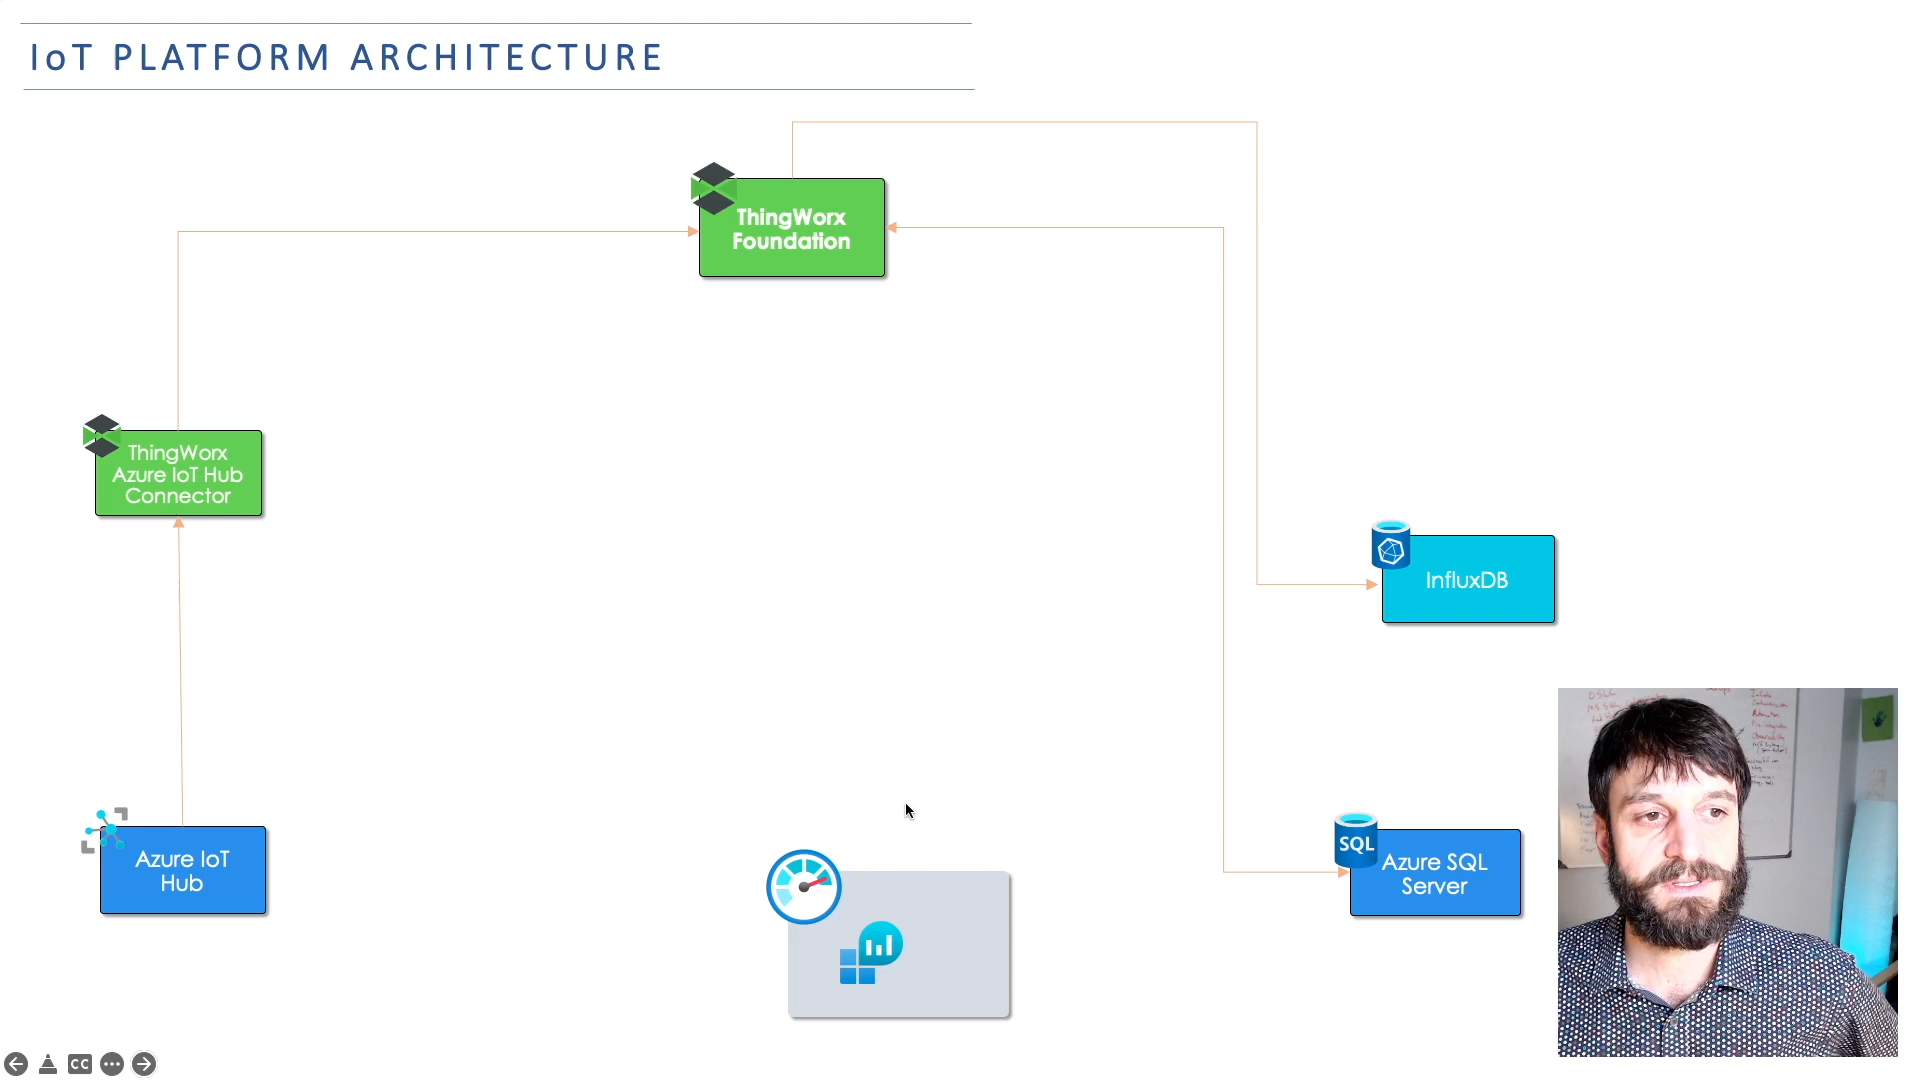 IoT PLATFORM ARCHITECTURE
ThingWorx
Foundation
ThingWorx
Azure IoT Hub
Connector
InfluxDB
Azure IoT
Hub
SQL
Azure SQL
Server
CC